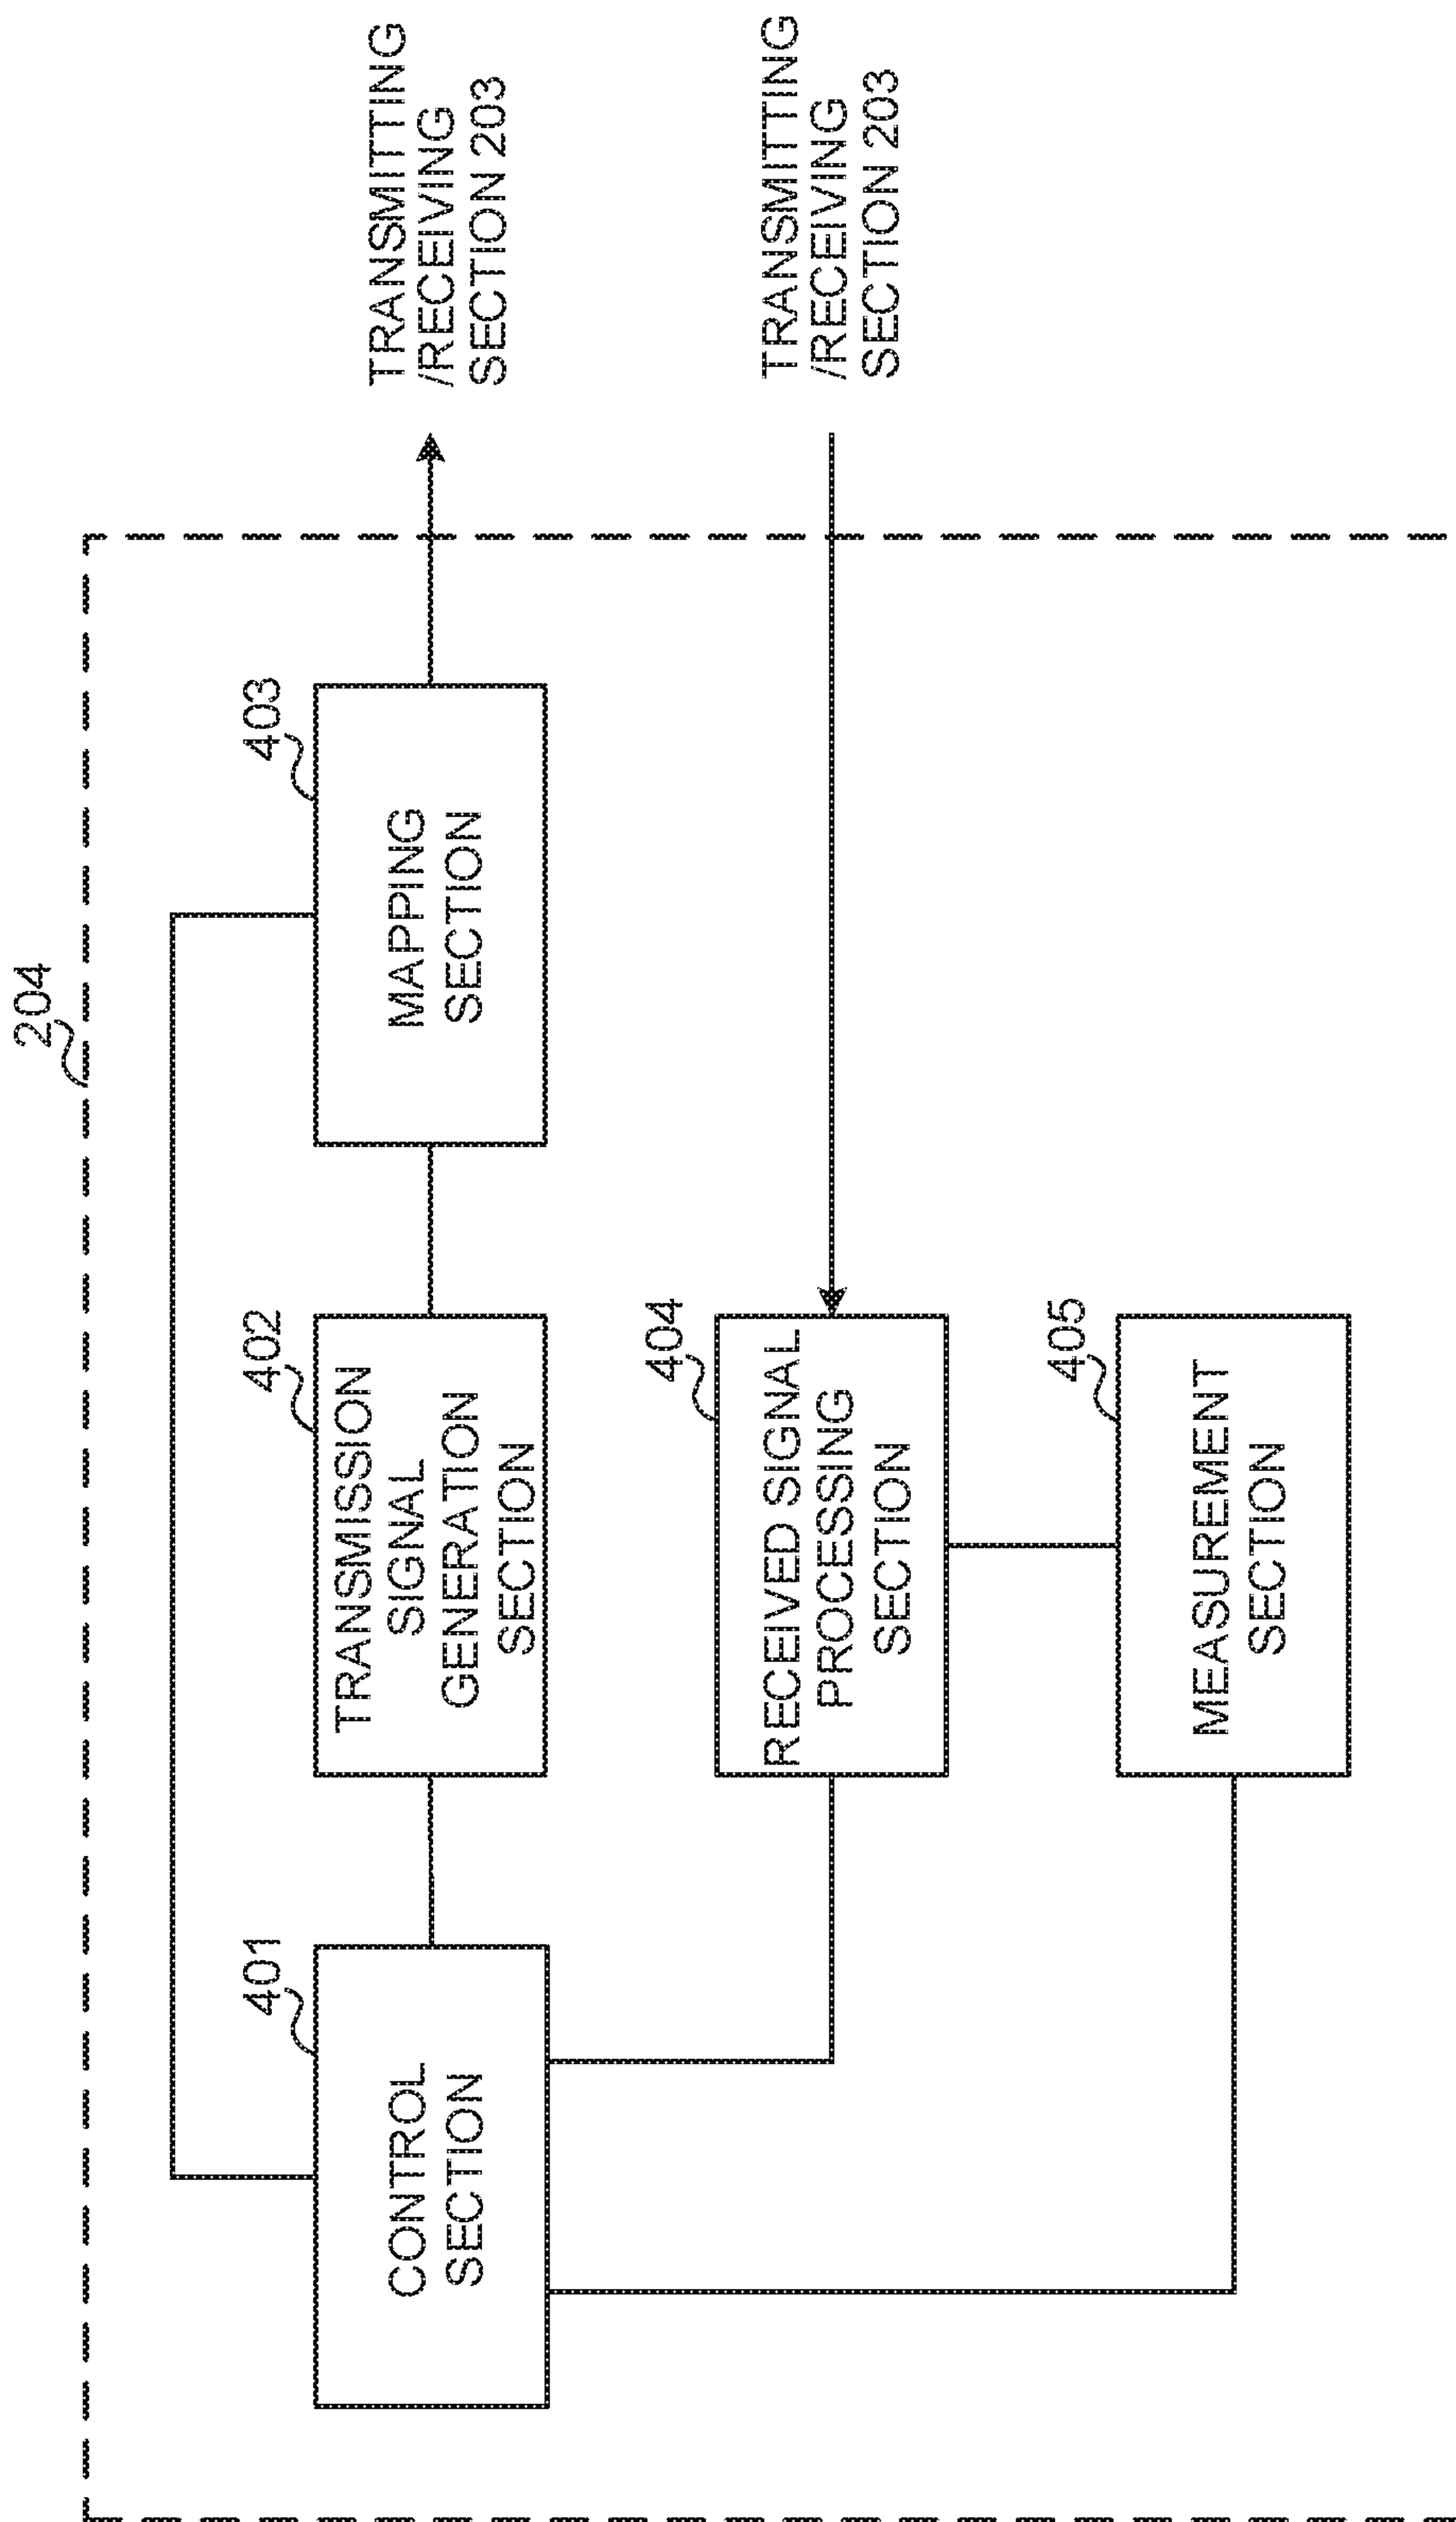 204
401
CONTROL
SECTION
402
TRANSMISSION
SIGNAL
GENERATION
SECTION
403
MAPPING
SECTION
TRANSMITTING
/RECEIVING
SECTION 203
404
RECEIVED SIGNAL
PROCESSING
SECTION
TRANSMITTING
/RECEIVING
SECTION 203
405
MEASUREMENT
SECTION